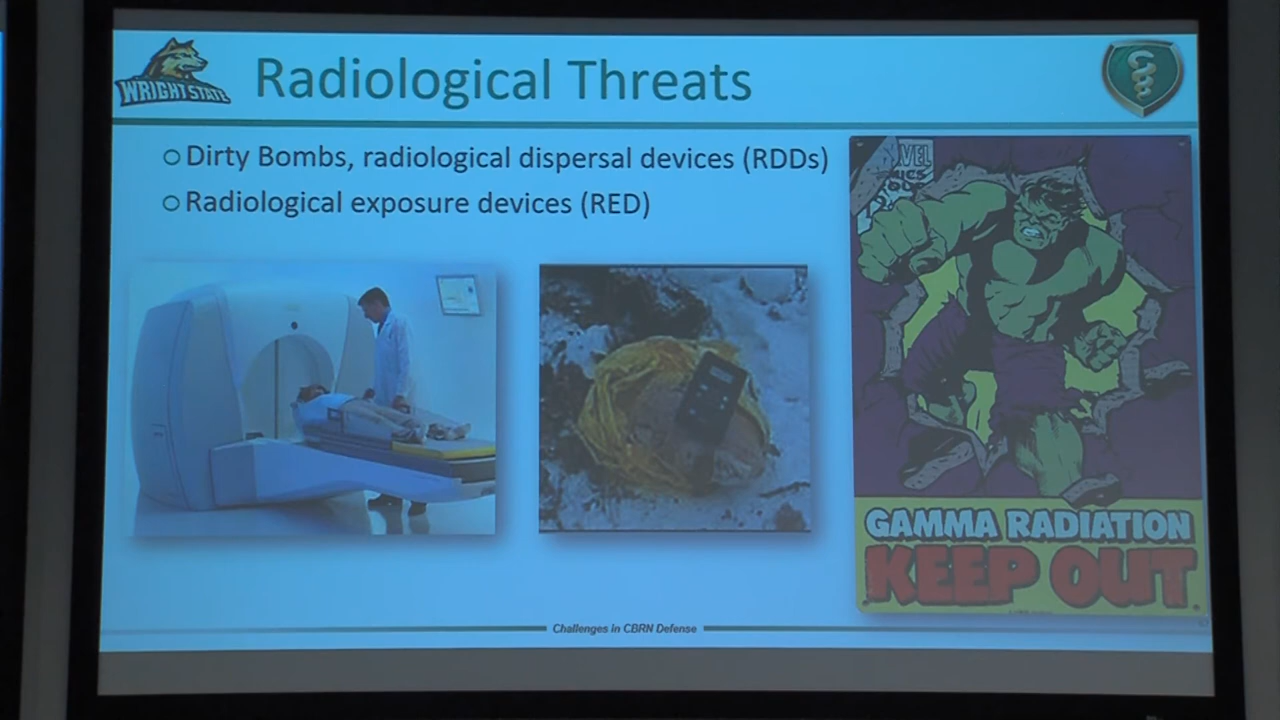 WRIGHT STATE
Radiological Threats
Dirty Bombs, radiological dispersal devices (RDDs)
Radiological exposure devices (RED)
GAMMA RADIATION
KEEP OUT
Challenges in CBRN Defense